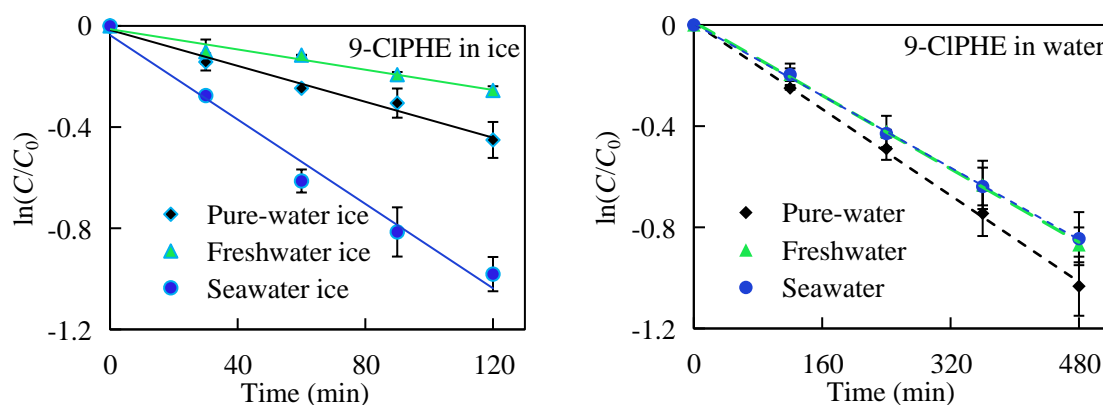 9-ClPHE in ice
0
-0.4
-0.8
-1.2
ln(C/C₀)
Pure-water ice
Freshwater ice
Seawater ice
0 40 80 120
Time (min)
9-ClPHE in water
0
-0.4
-0.8
-1.2
ln(C/C₀)
Pure-water
Freshwater
Seawater
0 160 320 480
Time (min)